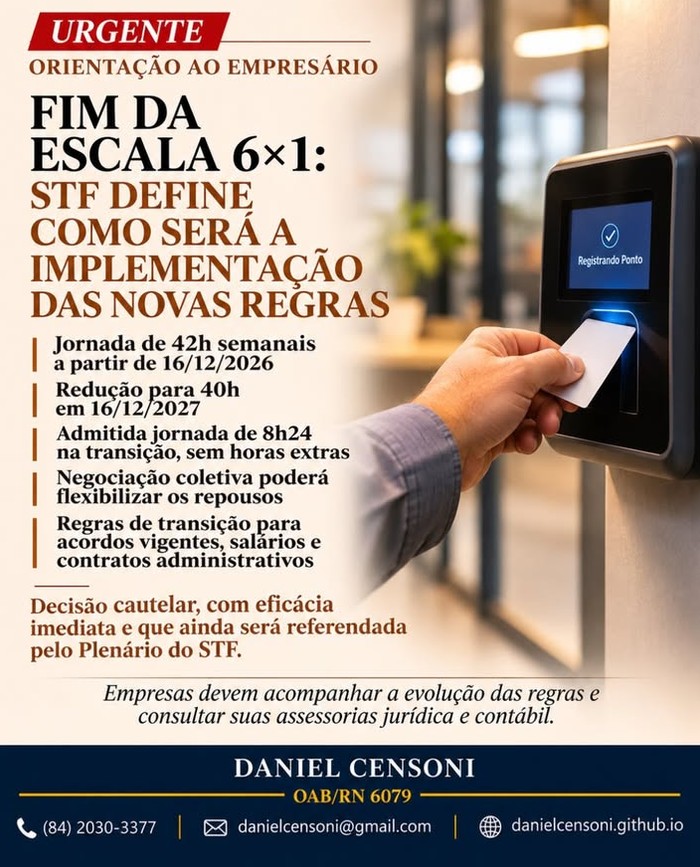 URGENTE
ORIENTAÇÃO AO EMPRESÁRIO
FIM DA
ESCALA 6×1:
STF DEFINE
COMO SERÁ A
IMPLEMENTAÇÃO
DAS NOVAS REGRAS
Jornada de 42h semanais
a partir de 16/12/2026
Redução para 40h
em 16/12/2027
Admitida jornada de 8h24
na transição, sem horas extras
Negociação coletiva poderá
flexibilizar os repousos
Regras de transição para
acordos vigentes, salários e
contratos administrativos
Decisão cautelar, com eficácia
imediata e que ainda será referendada
pelo Plenário do STF.
Registrando Ponto
Empresas devem acompanhar a evolução das regras e
consultar suas assessorias jurídica e contábil.
DANIEL CENSONI
OAB/RN 6079
(84) 2030-3377
danielcensoni@gmail.com
danielcensoni.github.io